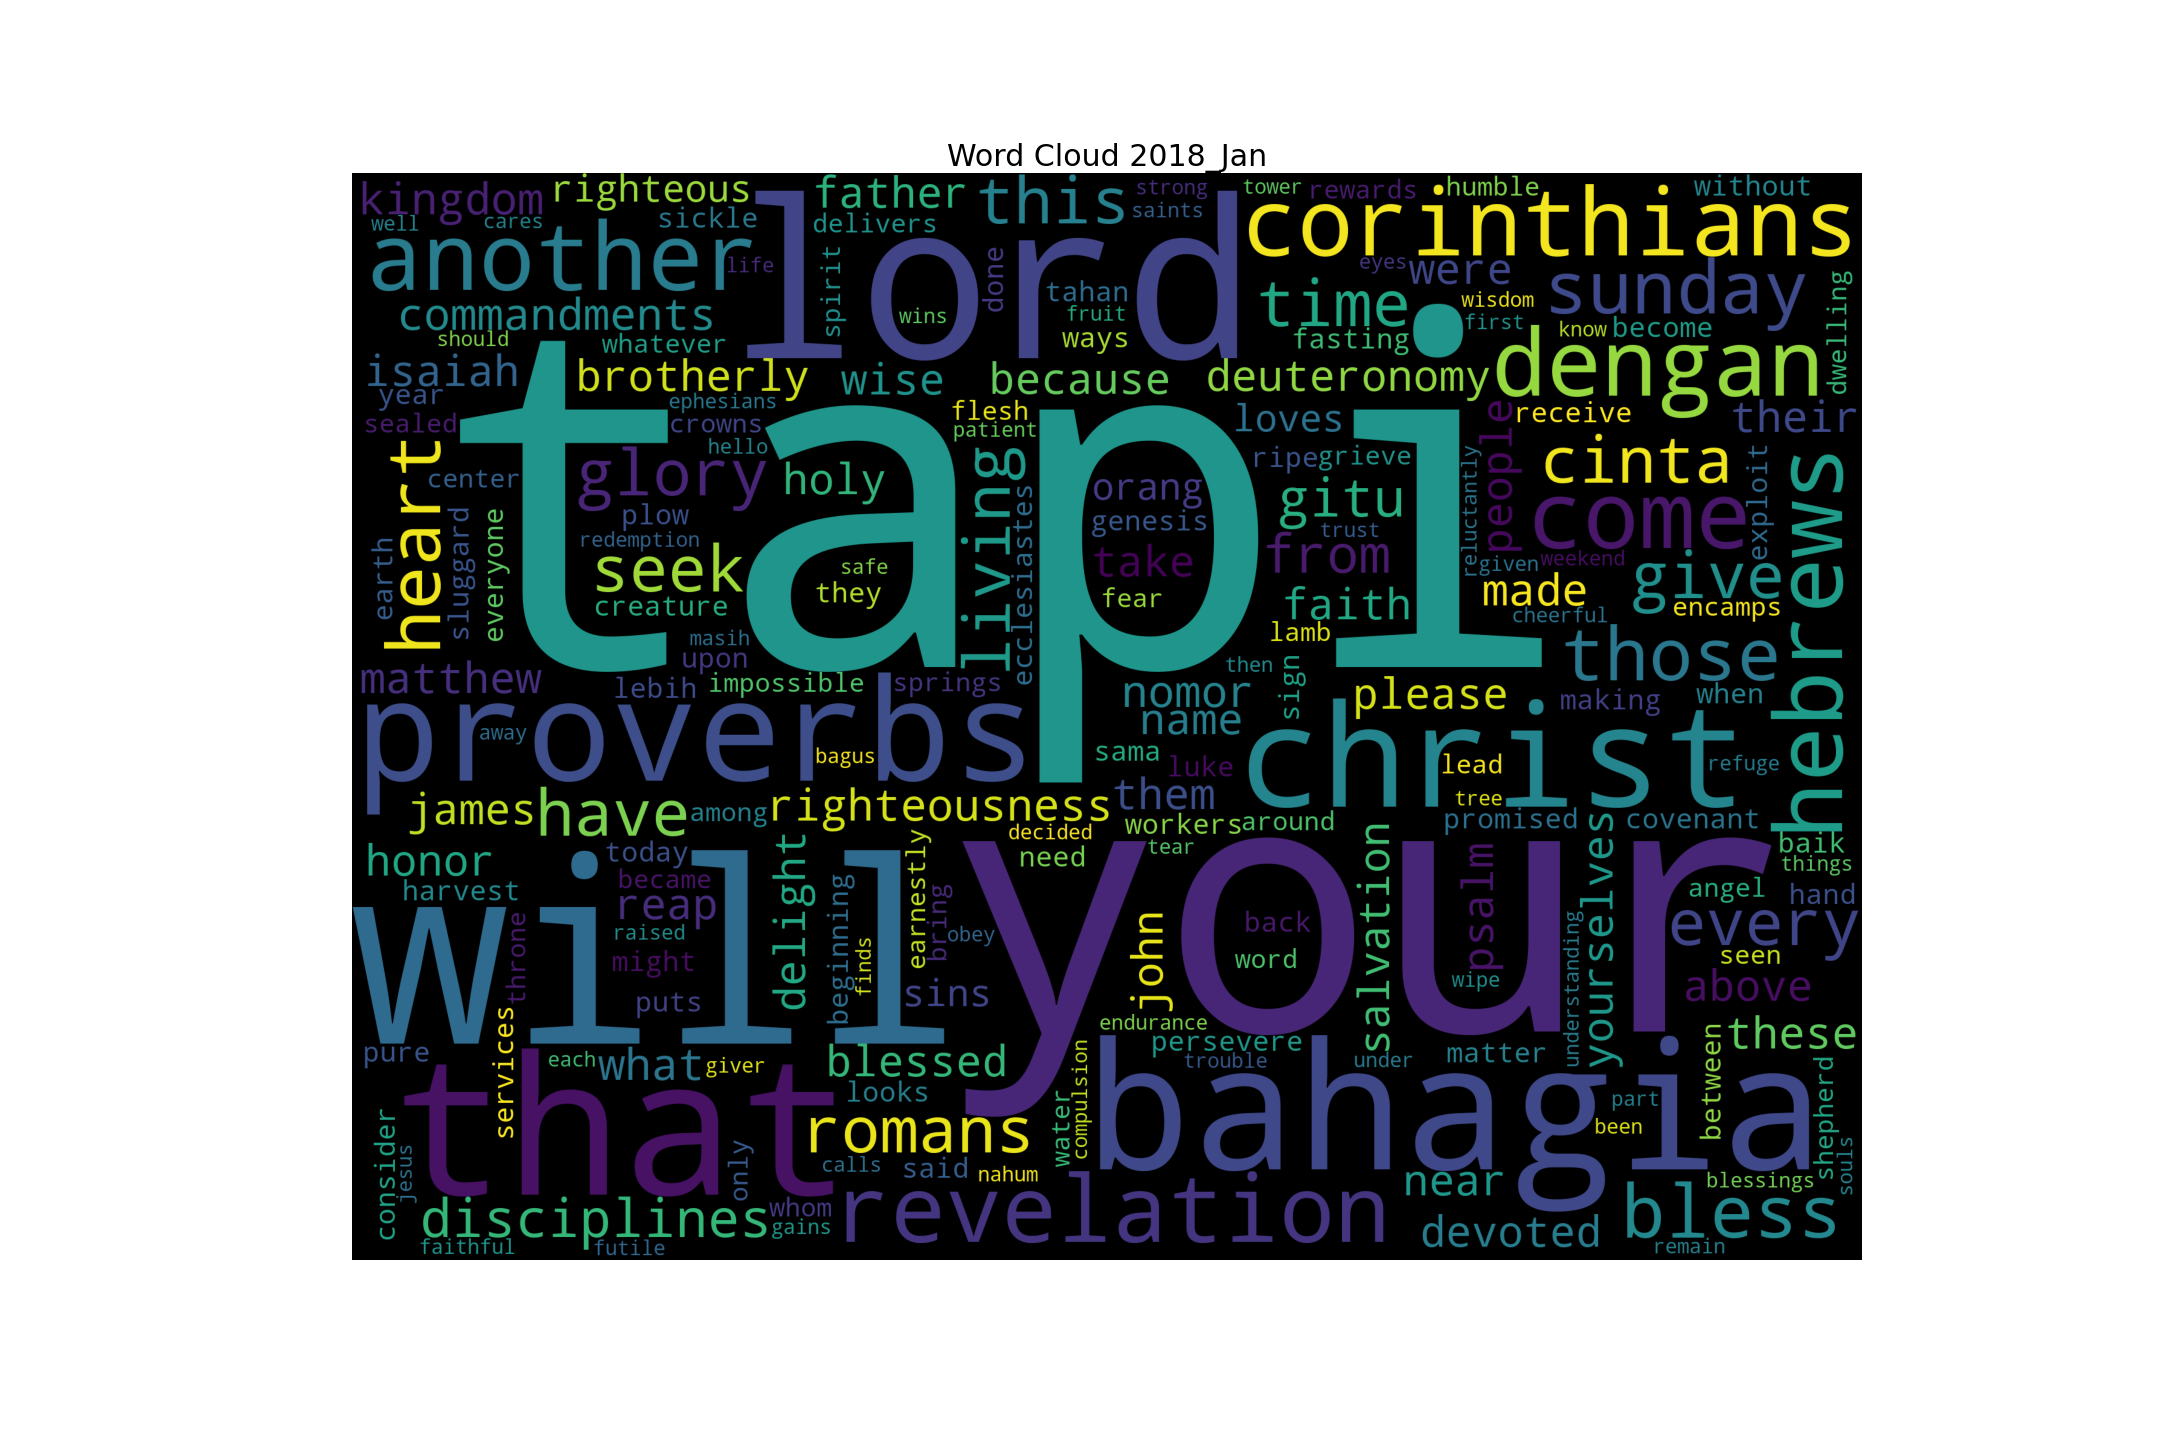 Word Cloud 2018_Jan
kingdom righteous father this strong tower rewards humble without
well cares sickle delivers saints corinthians
another life lord spirit done eyes were sunday
commandments wins tahan fruit time wisdom first know become dwelling
should whatever ways fasting dengan
isaiah brotherly wise because deuteronomy
year ephesians flesh loves receive their
sealed crowns hello patient people
heart tapi center glory holy living orang ripe grieve cinta
plow genesis gitu trust come exploit hebrews
earth sluggard everyone redemption seek safe they ecclesiastes take from reluctantly given weekend
creature fear faith made give encamps cheerful
masih lamb those
matthew upon lebih impossible springs then sign nomor please making when
proverbs away bagus name sama luke christ lead refuge
james have among righteousness them tree promised covenant
decided workers around yourselves baik
honor today delight need tear salvation psalm things
harvest became reap beginning earnestly bring your angel hand
will raised finds obey john back every
throne might word seen
puts sins wipe understanding above
services endurance
pure each what giver blessed compulsion persevere trouble under matter between these
that looks water bahagia part shepherd
consider romans been
jesus only calls said nahum near blessings souls
disciplines whom gains revelation bless
faithful futile devoted remain